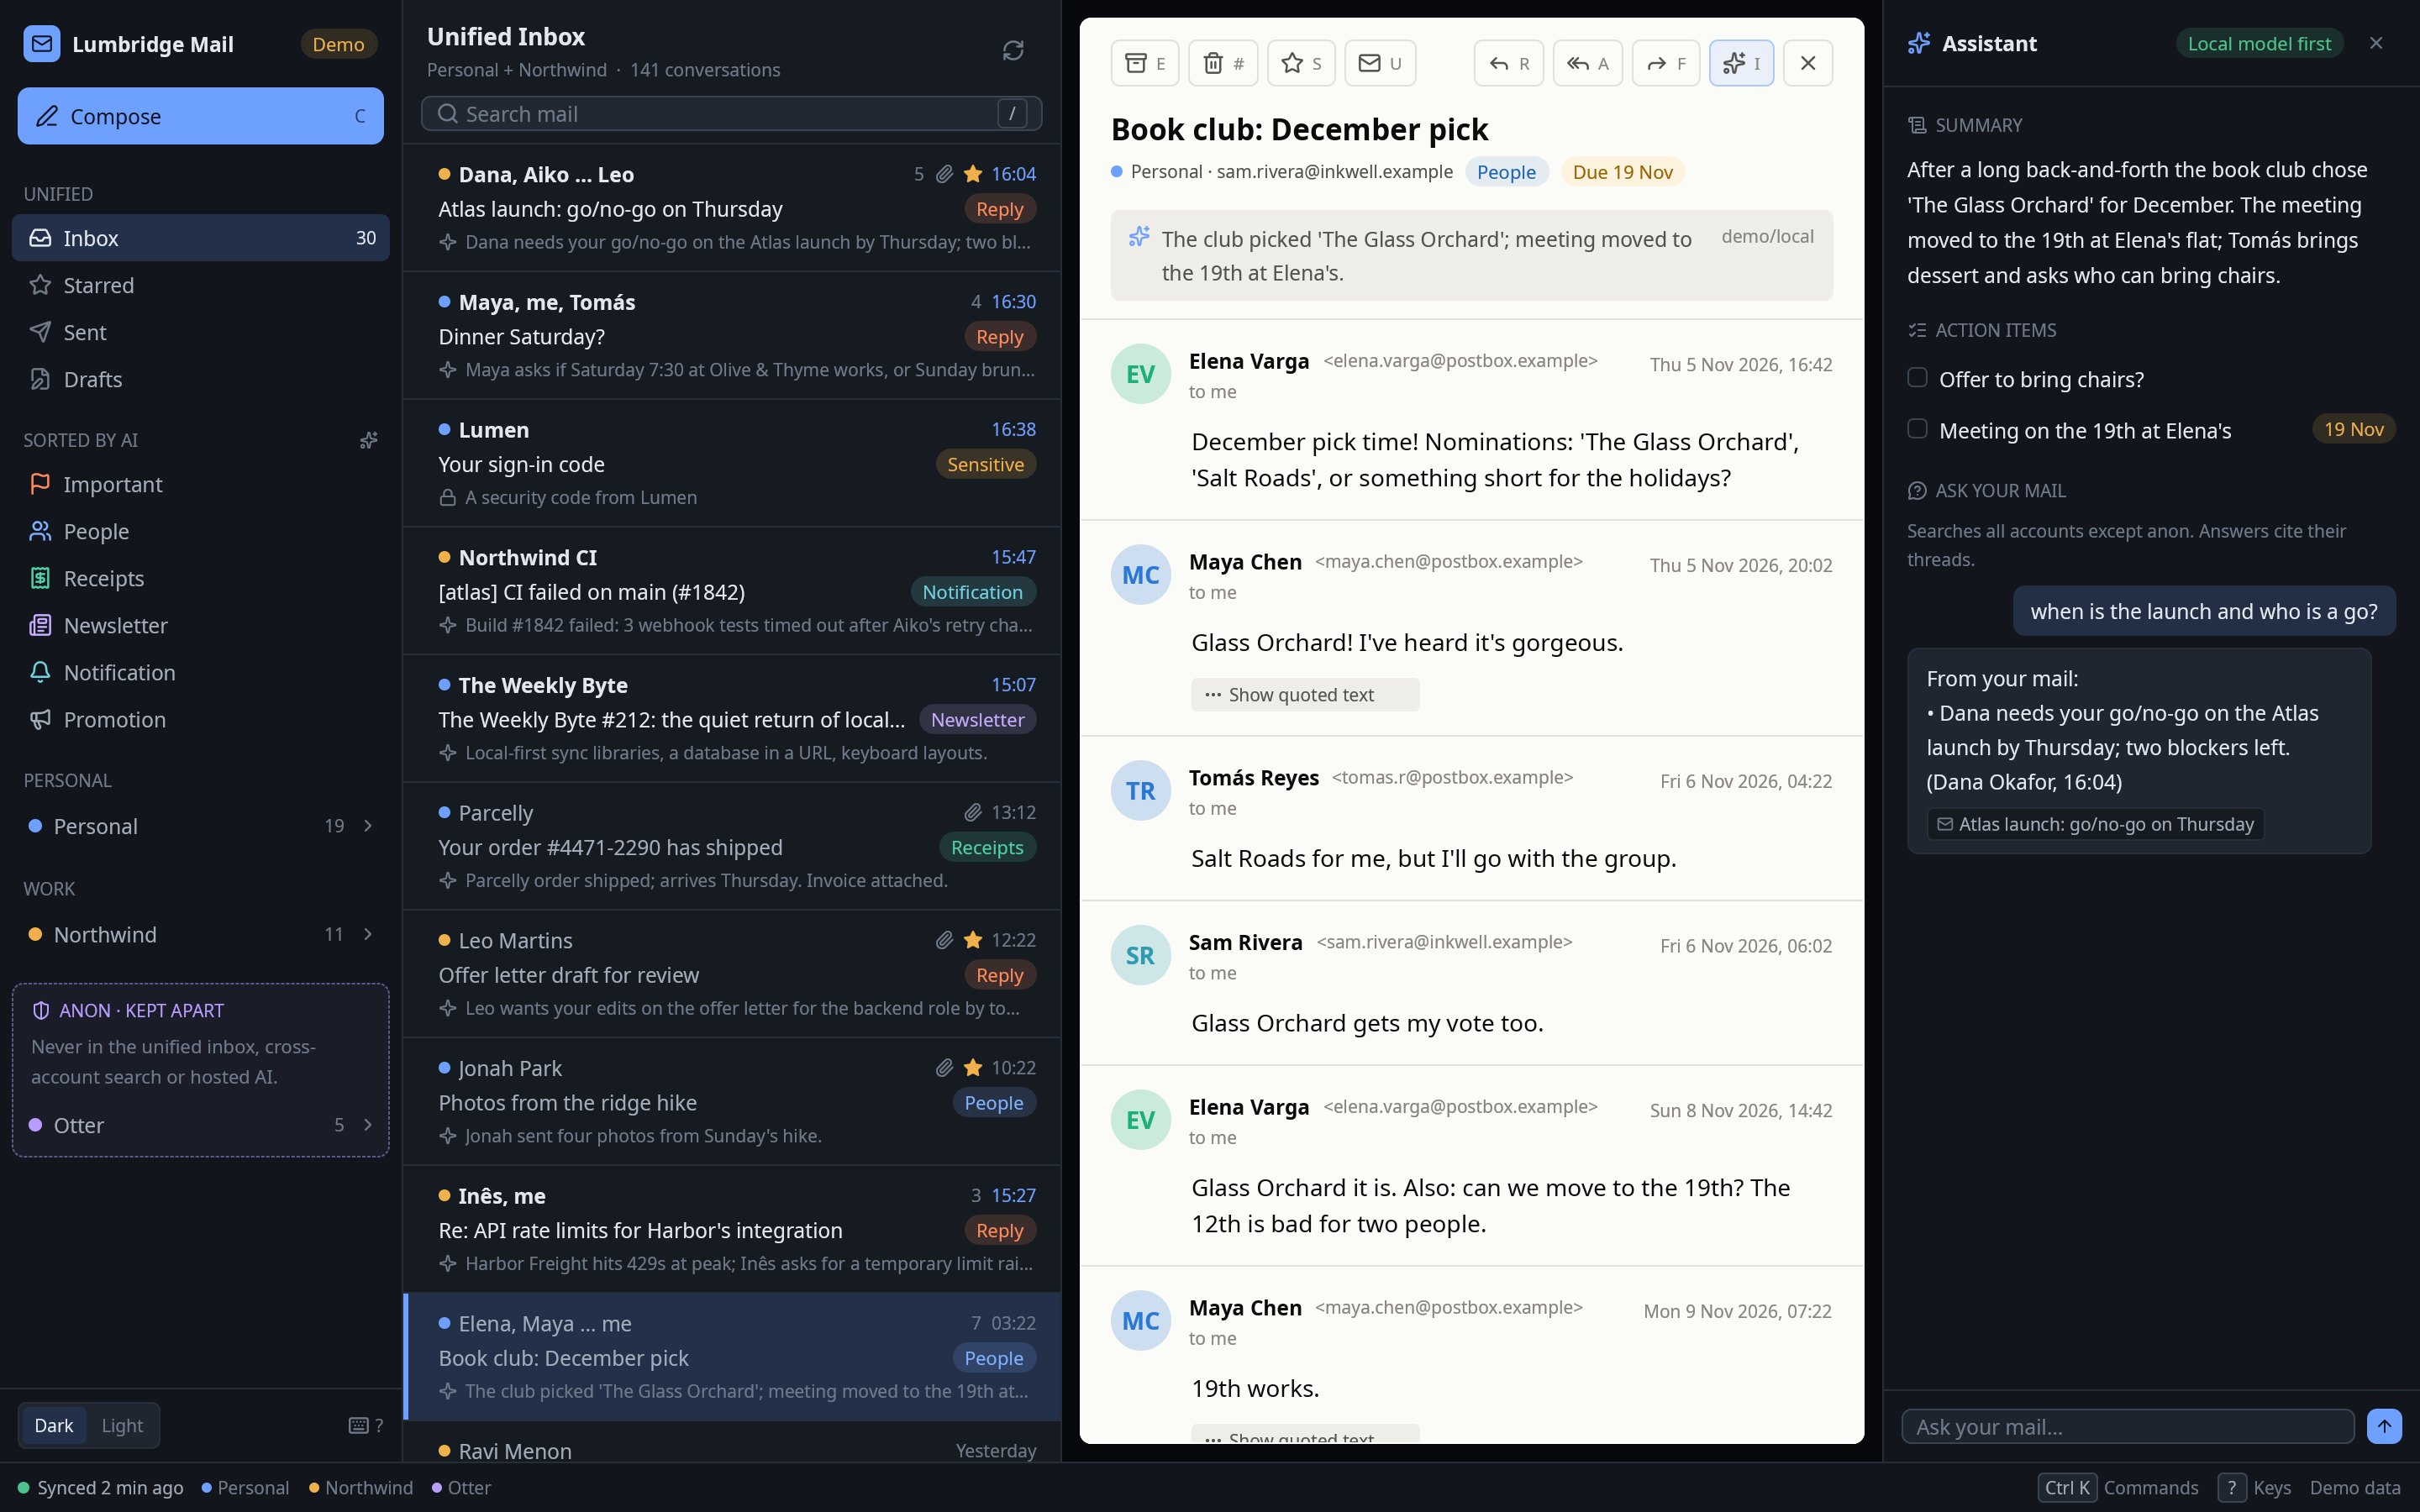 Lumbridge Mail
Demo
Compose
C
UNIFIED
Inbox
30
Starred
Sent
Drafts
SORTED BY AI
Important
People
Receipts
Newsletter
Notification
Promotion
PERSONAL
Personal
19
WORK
Northwind
11
ANON · KEPT APART
Never in the unified inbox, cross-
account search or hosted AI.
Otter
5
Dark
Light
?
Unified Inbox
Personal + Northwind · 141 conversations
Search mail
/
Dana, Aiko ... Leo
5
16:04
Atlas launch: go/no-go on Thursday
Reply
Dana needs your go/no-go on the Atlas launch by Thursday; two bl...
Maya, me, Tomás
4
16:30
Dinner Saturday?
Reply
Maya asks if Saturday 7:30 at Olive & Thyme works, or Sunday brun...
Lumen
16:38
Your sign-in code
Sensitive
A security code from Lumen
Northwind CI
15:47
[atlas] CI failed on main (#1842)
Notification
Build #1842 failed: 3 webhook tests timed out after Aiko's retry cha...
The Weekly Byte
15:07
The Weekly Byte #212: the quiet return of local...
Newsletter
Local-first sync libraries, a database in a URL, keyboard layouts.
Parcelly
13:12
Your order #4471-2290 has shipped
Receipts
Parcelly order shipped; arrives Thursday. Invoice attached.
Leo Martins
12:22
Offer letter draft for review
Reply
Leo wants your edits on the offer letter for the backend role by to...
Jonah Park
10:22
Photos from the ridge hike
People
Jonah sent four photos from Sunday's hike.
Inês, me
3
15:27
Re: API rate limits for Harbor's integration
Reply
Harbor Freight hits 429s at peak; Inês asks for a temporary limit rai...
Elena, Maya ... me
7
03:22
Book club: December pick
People
The club picked 'The Glass Orchard'; meeting moved to the 19th at...
Ravi Menon
Yesterday
E
#
S
U
R
A
F
I
Book club: December pick
Personal · sam.rivera@inkwell.example
People
Due 19 Nov
The club picked 'The Glass Orchard'; meeting moved to
the 19th at Elena's.
demo/local
Elena Varga <elena.varga@postbox.example>
Thu 5 Nov 2026, 16:42
to me
December pick time! Nominations: 'The Glass Orchard',
'Salt Roads', or something short for the holidays?
Maya Chen <maya.chen@postbox.example>
Thu 5 Nov 2026, 20:02
MC
to me
Glass Orchard! I've heard it's gorgeous.
Show quoted text
Tomás Reyes <tomas.r@postbox.example>
Fri 6 Nov 2026, 04:22
TR
to me
Salt Roads for me, but I'll go with the group.
Sam Rivera <sam.rivera@inkwell.example>
Fri 6 Nov 2026, 06:02
SR
to me
Glass Orchard gets my vote too.
Elena Varga <elena.varga@postbox.example>
Sun 8 Nov 2026, 14:42
EV
to me
Glass Orchard it is. Also: can we move to the 19th? The
12th is bad for two people.
Maya Chen <maya.chen@postbox.example>
Mon 9 Nov 2026, 07:22
MC
to me
19th works.
Show quoted text
Assistant
Local model first
SUMMARY
After a long back-and-forth the book club chose
'The Glass Orchard' for December. The meeting
moved to the 19th at Elena's flat; Tomás brings
dessert and asks who can bring chairs.
ACTION ITEMS
Offer to bring chairs?
Meeting on the 19th at Elena's
19 Nov
ASK YOUR MAIL
Searches all accounts except anon. Answers cite their
threads.
when is the launch and who is a go?
From your mail:
• Dana needs your go/no-go on the Atlas
launch by Thursday; two blockers left.
(Dana Okafor, 16:04)
Atlas launch: go/no-go on Thursday
Ask your mail...
Synced 2 min ago
Personal
Northwind
Otter
Ctrl K
Commands
?
Keys
Demo data